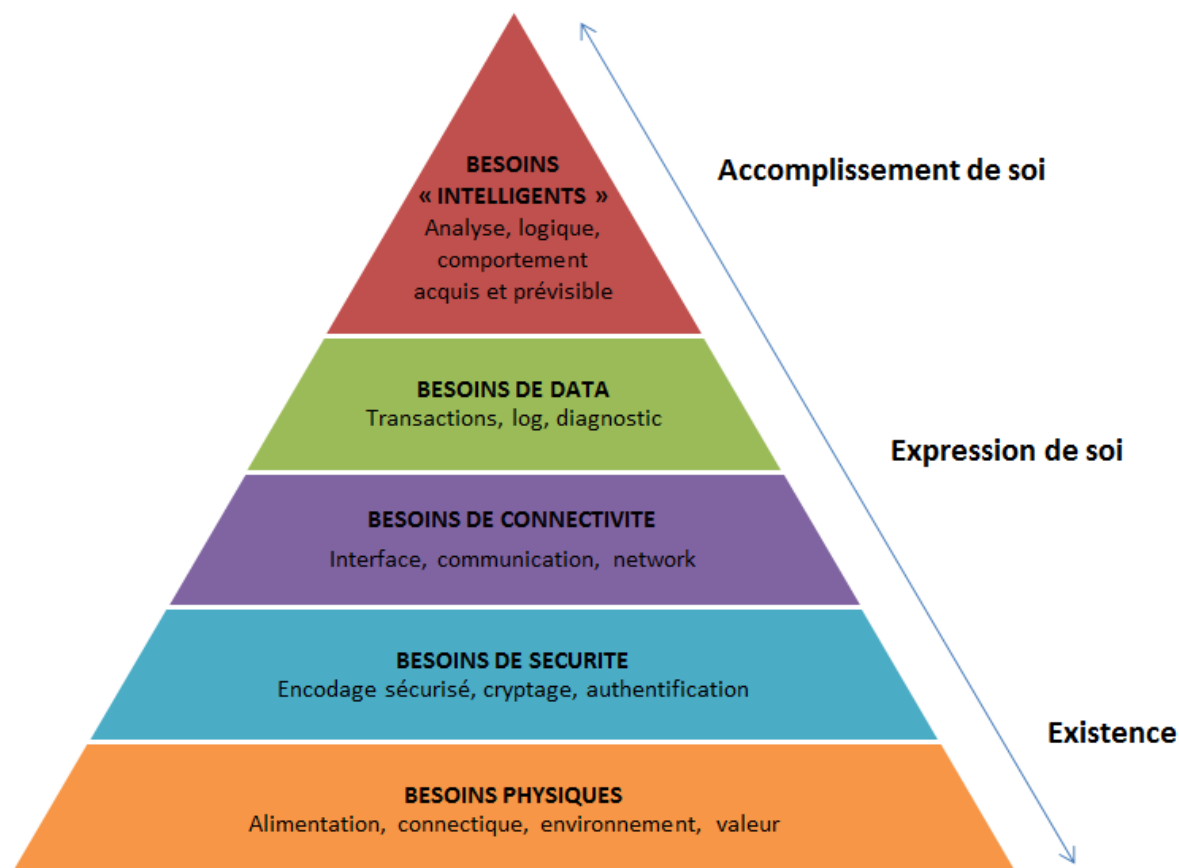 BESOINS
« INTELLIGENTS »
Analyse, logique,
comportement
acquis et prévisible
Accomplissement de soi
BESOINS DE DATA
Transactions, log, diagnostic
Expression de soi
BESOINS DE CONNECTIVITE
Interface, communication, network
BESOINS DE SECURITE
Encodage sécurisé, cryptage, authentification
Existence
BESOINS PHYSIQUES
Alimentation, connectique, environnement, valeur